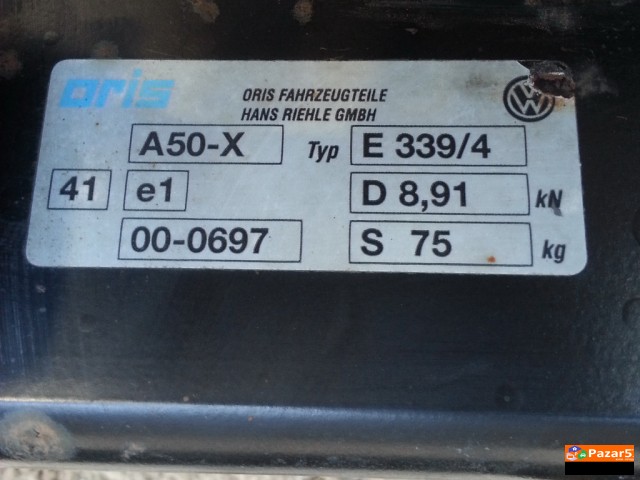 oris
ORIS FAHRZEUGTEILE
HANS RIEHLE GMBH
A50-X Typ E 339/4
41 e1 D 8,91 kN
00-0697 S 75 kg
Pazar5